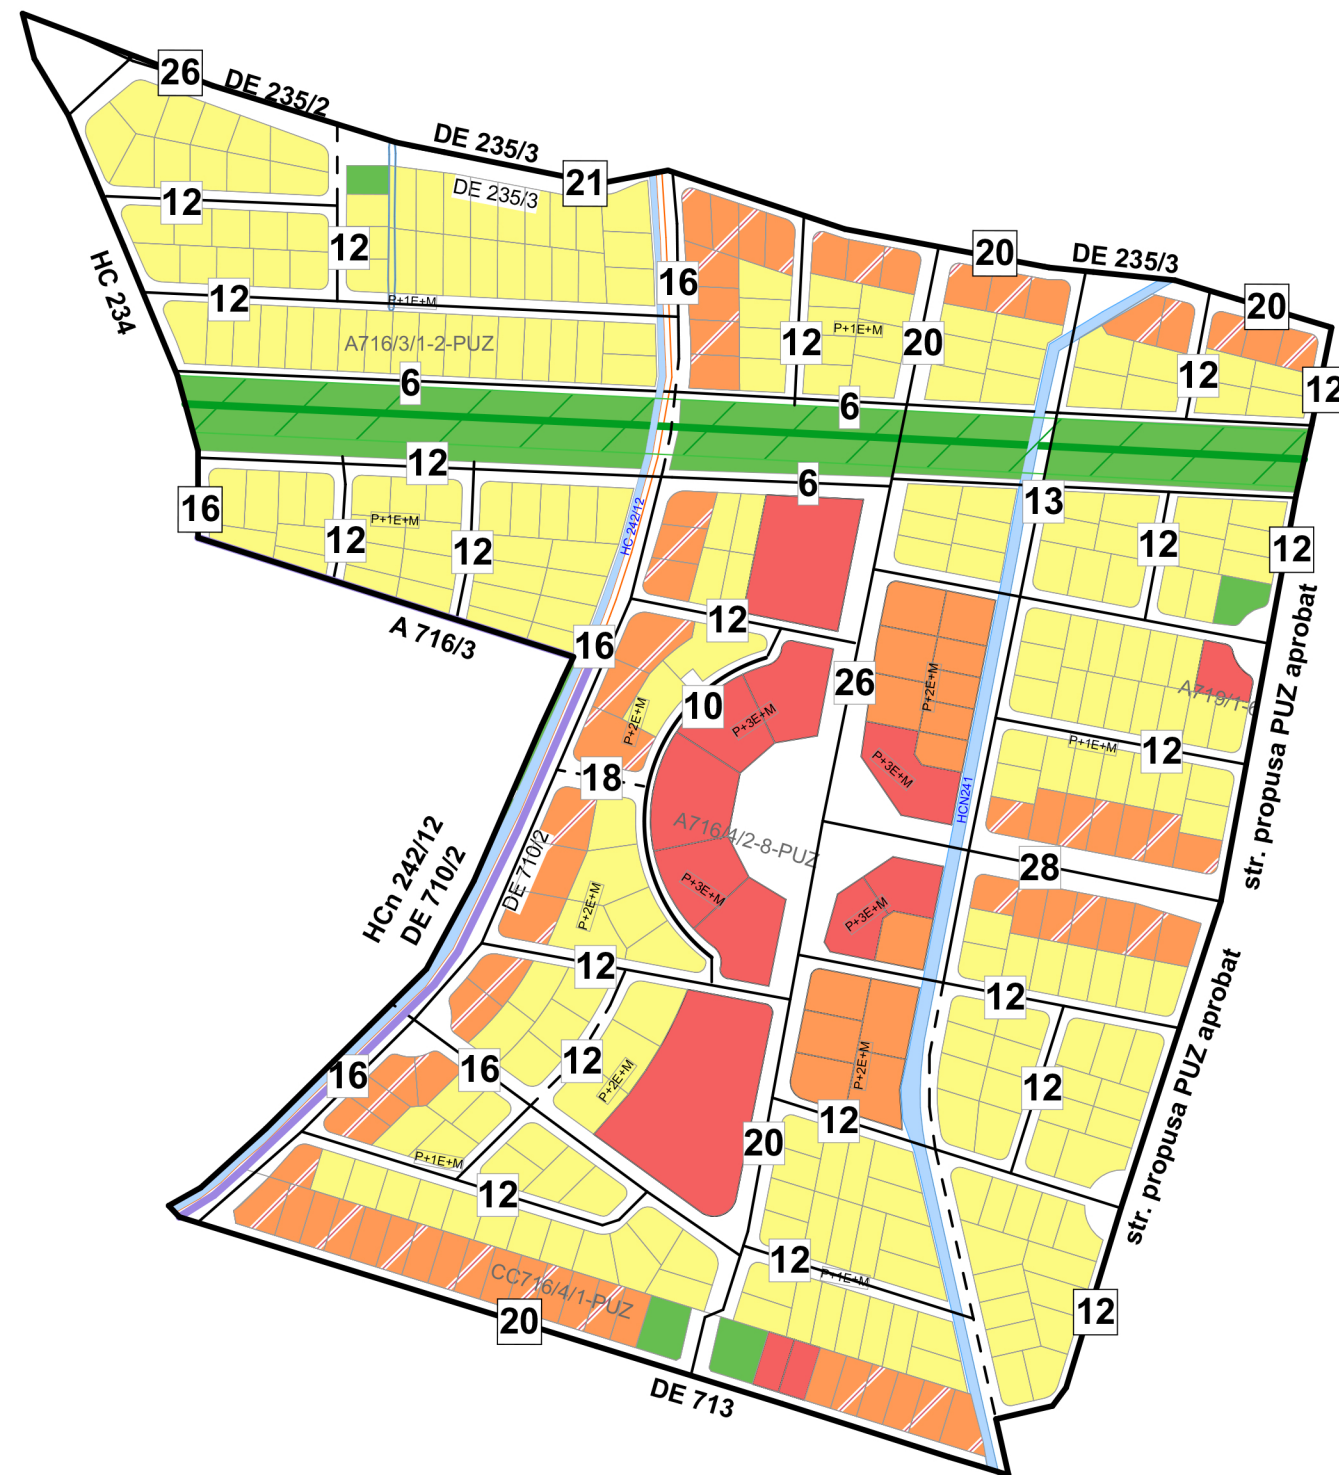 26
DE 235/2
DE 235/3
DE 235/3
21
12
12
HC 234
12
P+1E+M
A716/3/1-2-PUZ
16
20
DE 235/3
20
12
P+1E+M
20
12
12
6
6
12
6
16
12
P+1E+M
12
HC 242/12
13
12
12
A 716/3
16
12
10
P+2E+M
P+3E+M
26
P+2E+M
P+3E+M
A719/1-6
P+1E+M
12
str. propusa PUZ aprobat
18
HCN241
A716/4/2-8-PUZ
HCn 242/12
DE 710/2
DE 710/2
P+2E+M
P+3E+M
P+3E+M
28
12
12
str. propusa PUZ aprobat
16
16
12
P+2E+M
P+2E+M
12
12
20
P+1E+M
12
12
P+1E+M
CC716/4/1-PUZ
20
12
DE 713